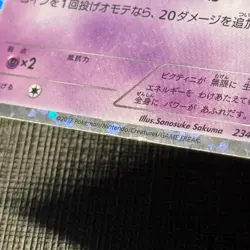 コインを1回投げオモテなら、20ダメージを追加
弱点
×2
抵抗力
げる
ビクティニが 無限に 生
エネルギーを わけあたえて
全身に パワーが あふれだす。
Illus.Sanosuke Sakuma
©2012 Pokémon/Nintendo/Creatures/GAME FREAK.